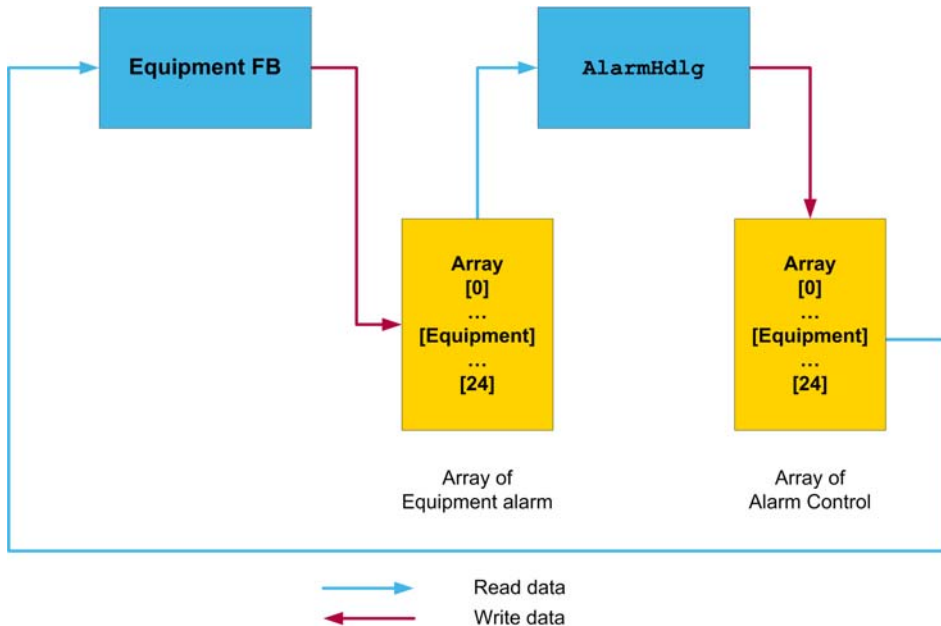 Equipment FB
AlarmHdlg
Array
[0]
...
[Equipment]
...
[24]
Array
[0]
...
[Equipment]
...
[24]
Array of
Equipment alarm
Array of
Alarm Control
Read data
Write data